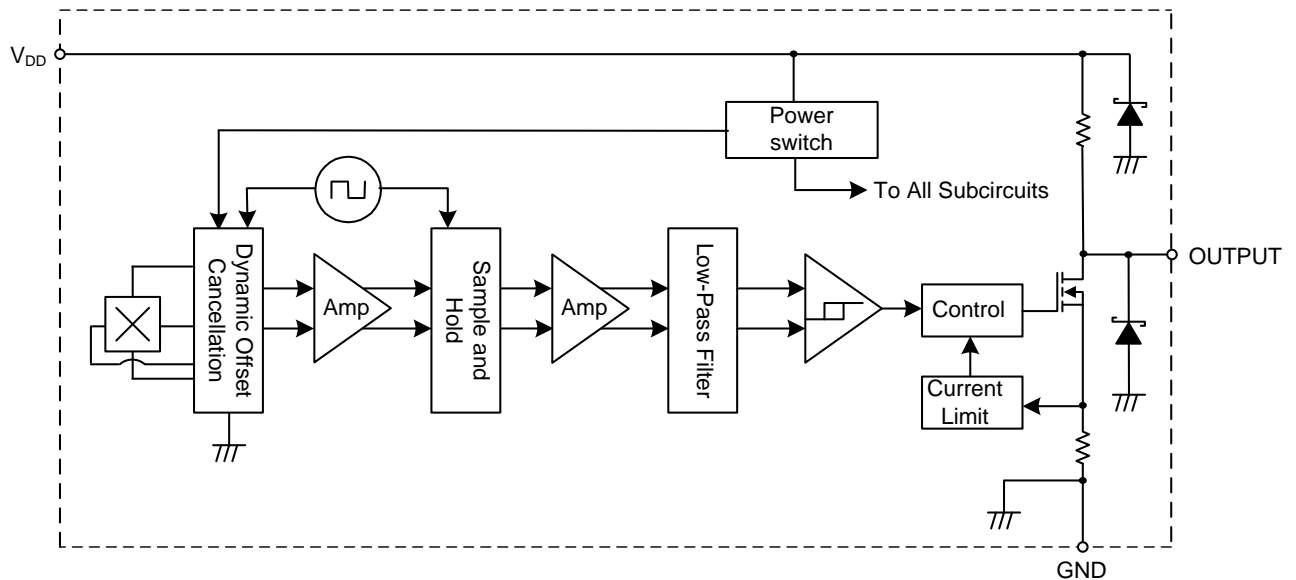 VDD
Power
switch
To All Subcircuits
Dynamic Offset
Cancellation
Amp
Sample and
Hold
Amp
Low-Pass Filter
Control
Current
Limit
OUTPUT
GND